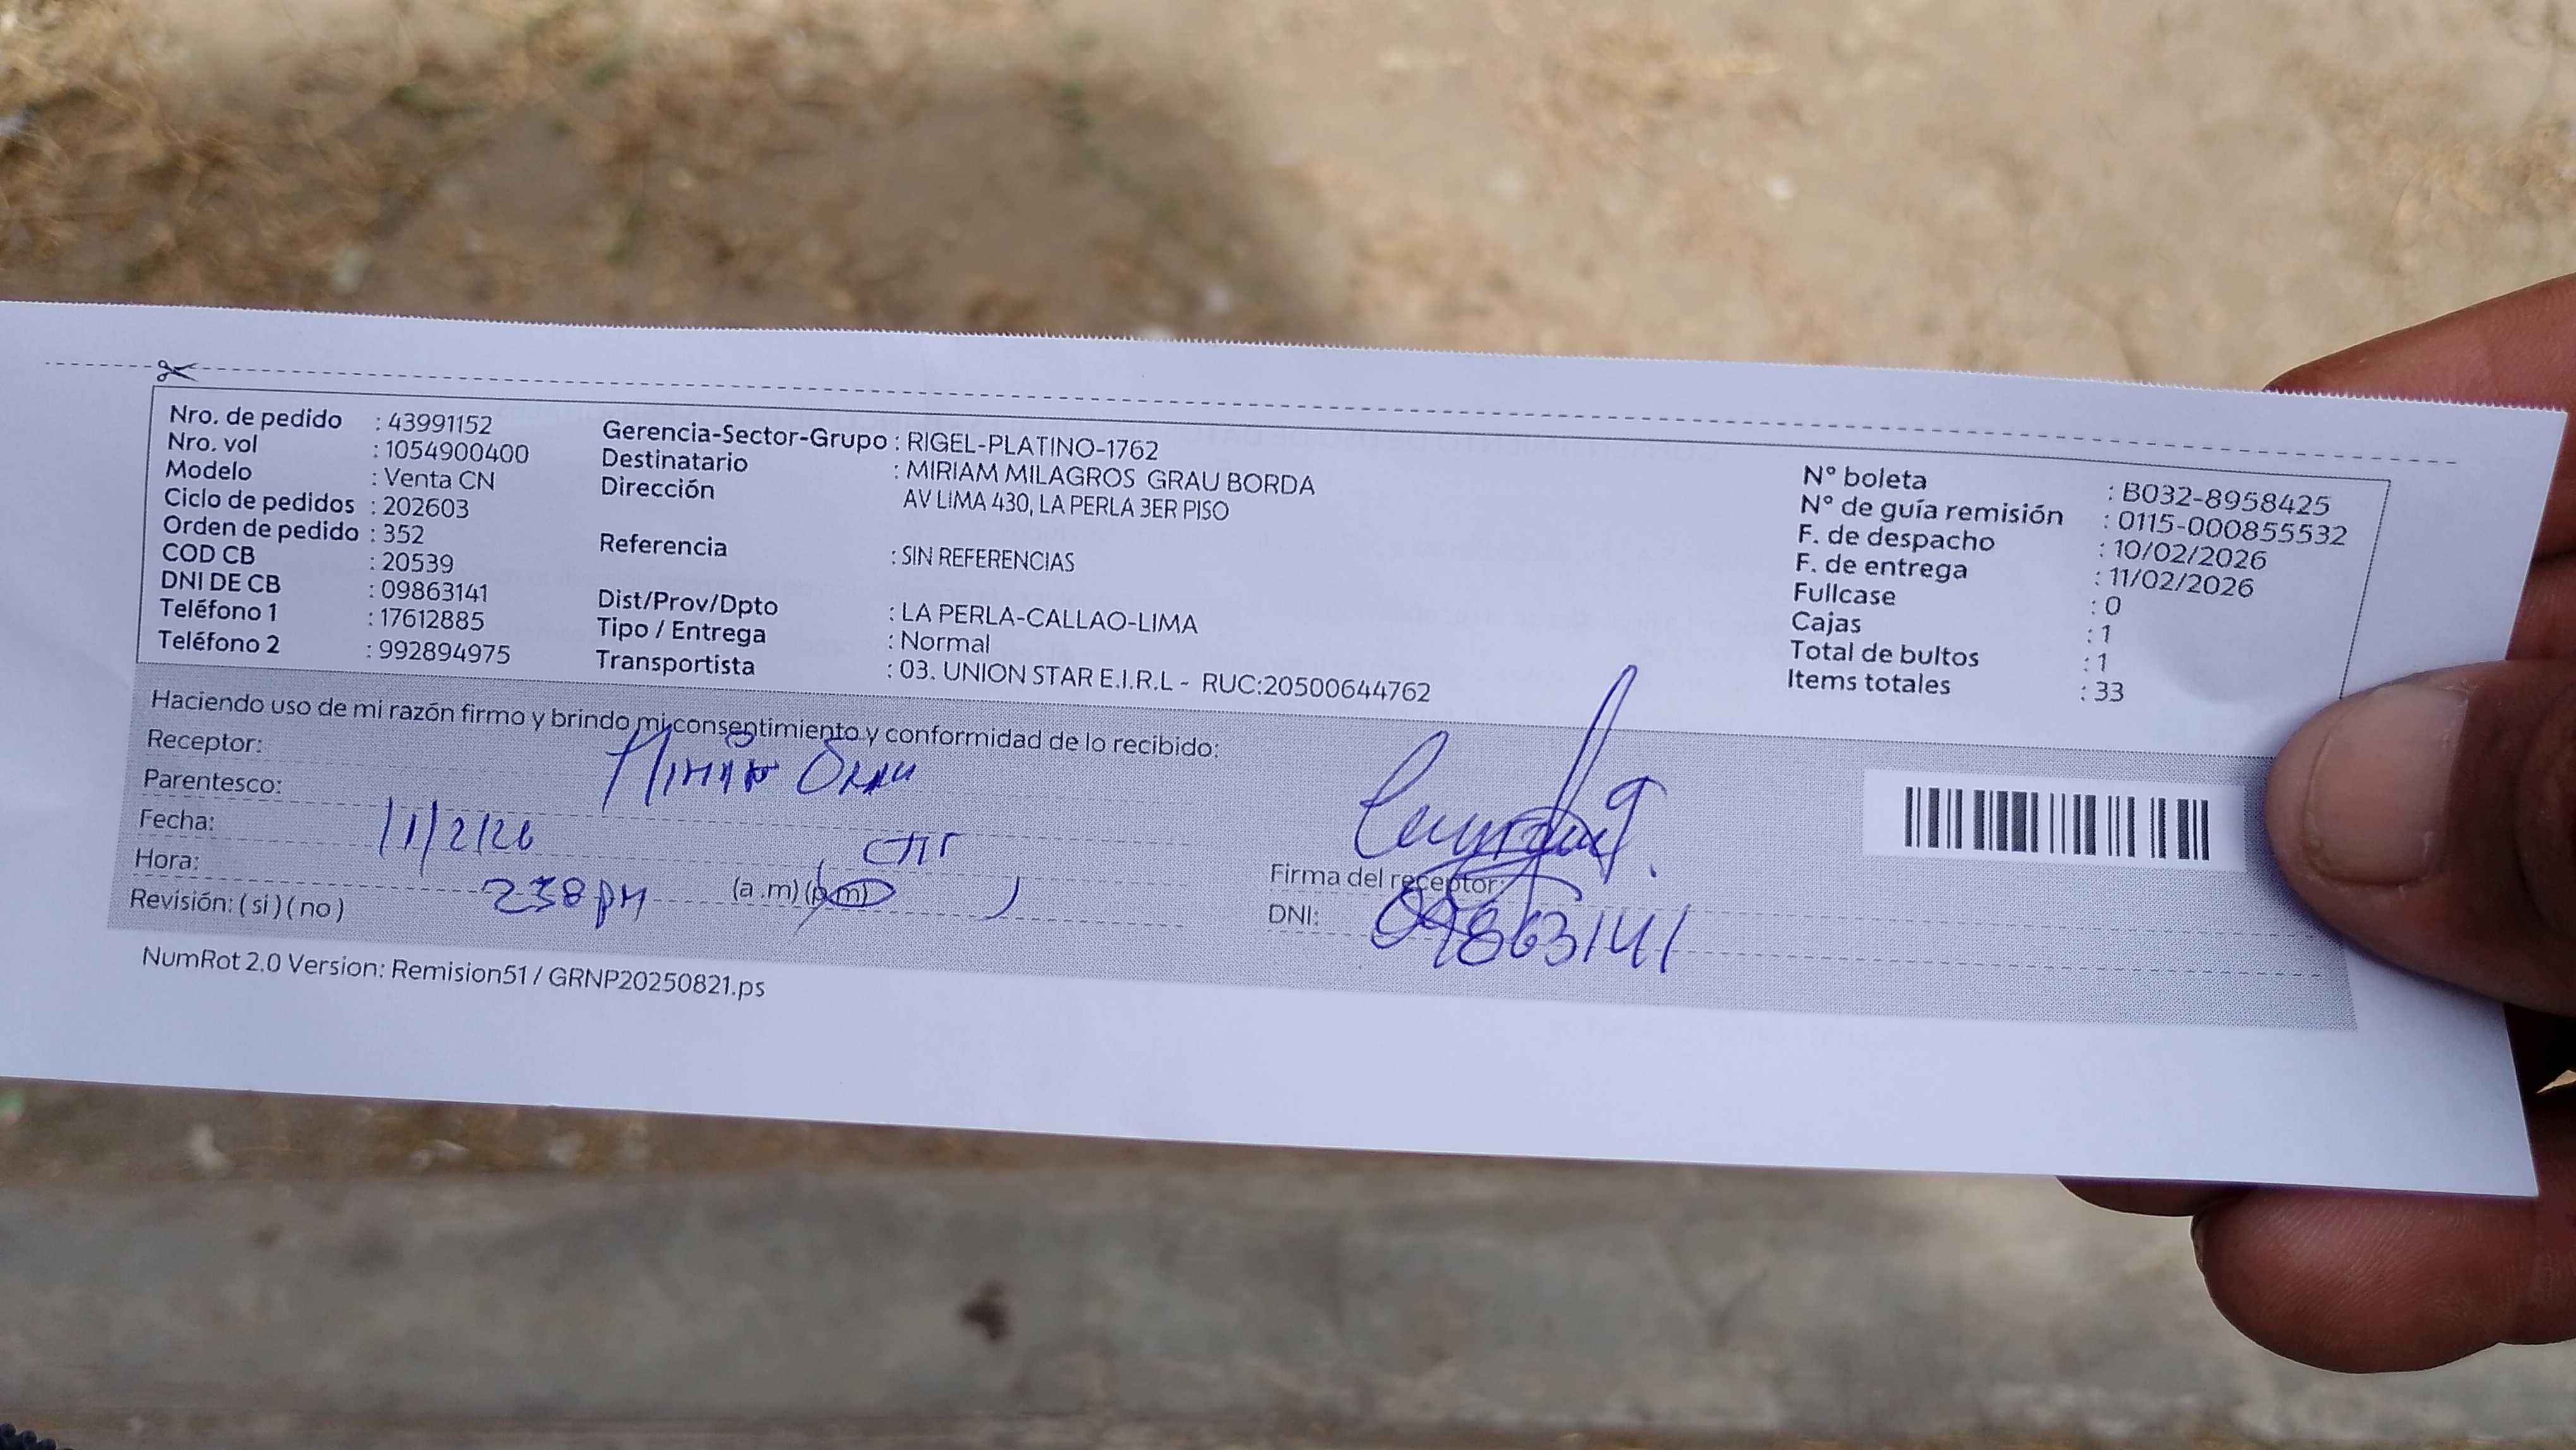 Nro. de pedido : 43991152
Nro. vol : 1054900400
Modelo : Venta CN
Ciclo de pedidos : 202603
Orden de pedido : 352
COD CB : 20539
DNI DE CB : 09863141
Teléfono 1 : 17612885
Teléfono 2 : 992894975
Gerencia-Sector-Grupo : RIGEL-PLATINO-1762
Destinatario : MIRIAM MILAGROS GRAU BORDA
Dirección AV LIMA 430, LA PERLA 3ER PISO
Referencia : SIN REFERENCIAS
Dist/Prov/Dpto : LA PERLA-CALLAO-LIMA
Tipo / Entrega : Normal
Transportista : 03. UNION STAR E.I.R.L - RUC:20500644762
N° boleta : B032-8958425
N° de guía remisión : 0115-000855532
F. de despacho : 10/02/2026
F. de entrega : 11/02/2026
Fullcase : 0
Cajas : 1
Total de bultos : 1
Items totales : 33
Haciendo uso de mi razón firmo y brindo mi consentimiento y conformidad de lo recibido:
Receptor: Miriam Grau
Parentesco:
Fecha: 11/2/26
Hora: 238 pm (a .m) (p.m)
Revisión: ( si ) ( no )
Firma del receptor:
DNI: 09863141
NumRot 2.0 Version: Remision51 / GRNP20250821.ps